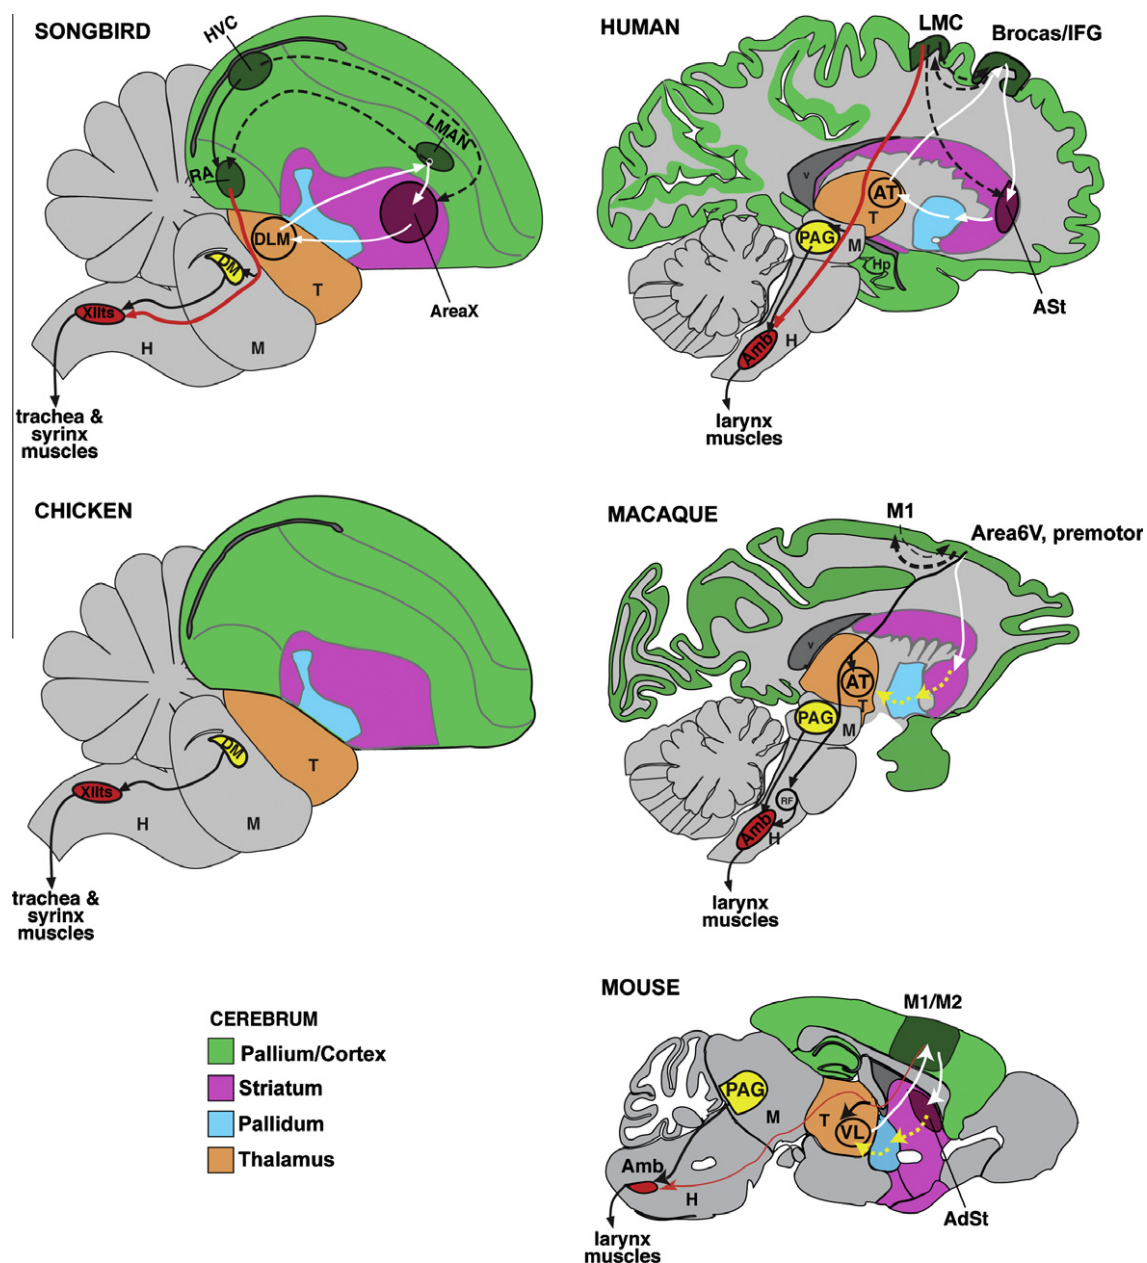 SONGBIRD
HVC
LMAN
RA
DLM
DM
T
AreaX
XIIts
H
M
trachea &
syrinx
muscles
HUMAN
LMC
Brocas/IFG
v
AT
T
PAG
M
Hp
ASt
Amb
H
larynx
muscles
CHICKEN
DM
T
XIIts
H
M
trachea &
syrinx
muscles
MACAQUE
M1
Area6V, premotor
v
AT
T
PAG
M
RF
Amb
H
larynx
muscles
CEREBRUM
Pallium/Cortex
Striatum
Pallidum
Thalamus
MOUSE
M1/M2
PAG
M
T
VL
Amb
H
AdSt
larynx
muscles